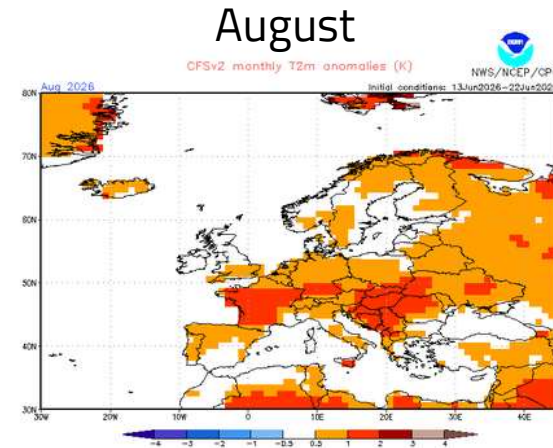 August
CFSv2 monthly T2m anomalies (K)
NWS/NCEP/CPC
Aug 2026
Initial conditions: 13Jun2026-22Jun2026
80N
70N
60N
50N
40N
30N
30W 20W 10W 0 10E 20E 30E 40E
-4 -3 -2 -1 -0.5 0.5 1 2 3 4